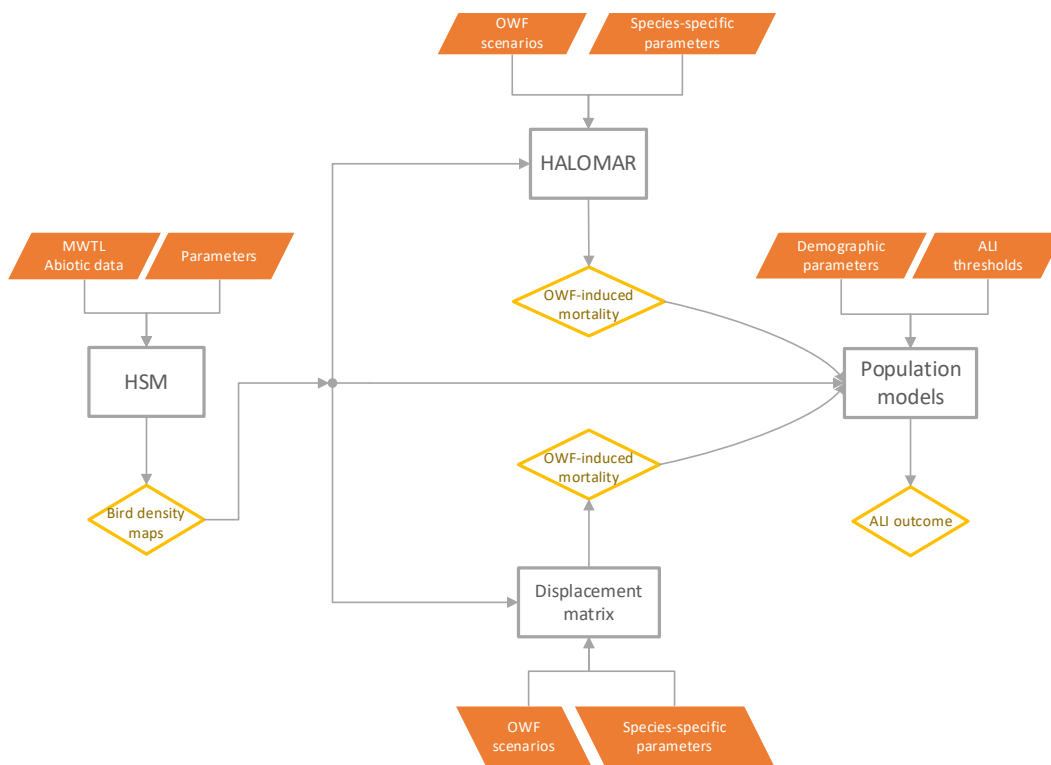 OWF
scenarios
Species-specific
parameters
HALOMAR
MWTL
Abiotic data
Parameters
Demographic
parameters
ALI
thresholds
OWF-induced
mortality
HSM
Population
models
OWF-induced
mortality
Bird density
maps
ALI outcome
Displacement
matrix
OWF
scenarios
Species-specific
parameters